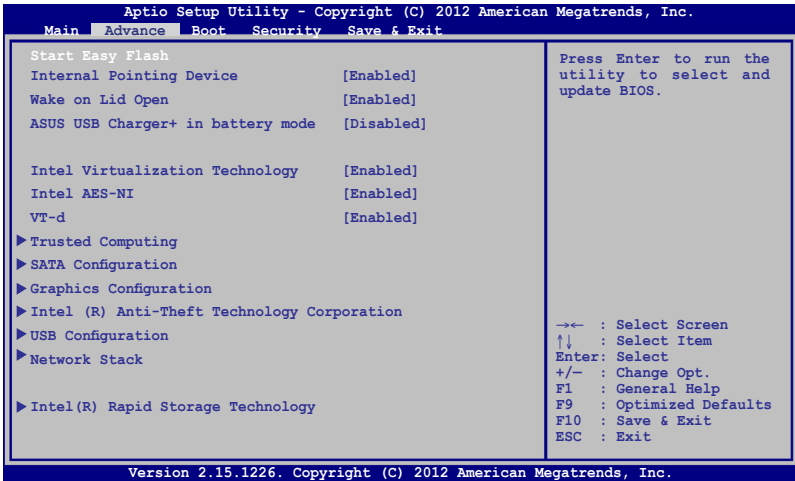 Aptio Setup Utility - Copyright (C) 2012 American Megatrends, Inc.
Main Advance Boot Security Save & Exit
Start Easy Flash
Internal Pointing Device [Enabled]
Wake on Lid Open [Enabled]
ASUS USB Charger+ in battery mode [Disabled]
Intel Virtualization Technology [Enabled]
Intel AES-NI [Enabled]
VT-d [Enabled]
Trusted Computing
SATA Configuration
Graphics Configuration
Intel (R) Anti-Theft Technology Corporation
USB Configuration
Network Stack
Intel(R) Rapid Storage Technology
Press Enter to run the
utility to select and
update BIOS.
→← : Select Screen
↑↓ : Select Item
Enter: Select
+/— : Change Opt.
F1 : General Help
F9 : Optimized Defaults
F10 : Save & Exit
ESC : Exit
Version 2.15.1226. Copyright (C) 2012 American Megatrends, Inc.